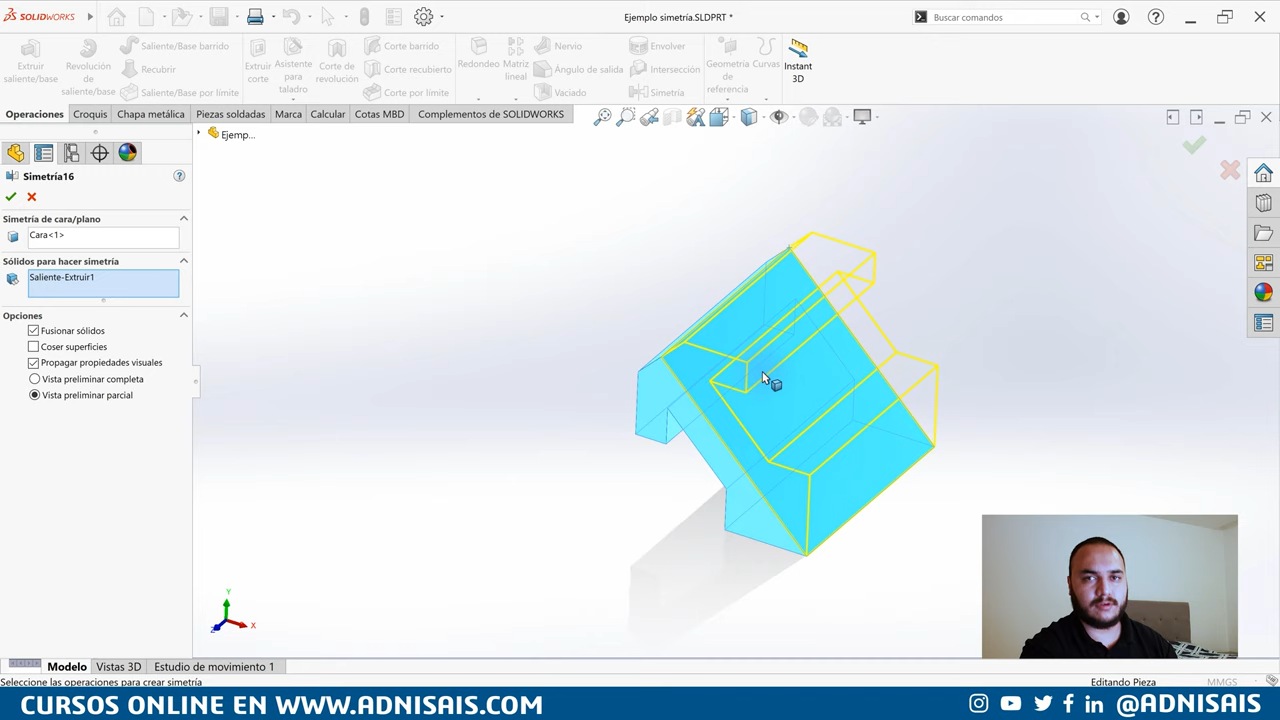 SOLIDWORKS
Ejemplo simetría.SLDPRT *
Buscar comandos
Extruir saliente/base
Revolución de saliente/base
Saliente/Base barrido
Recubrir
Saliente/Base por límite
Extruir corte
Asistente para taladro
Corte de revolución
Corte barrido
Corte recubierto
Corte por límite
Redondeo
Matriz lineal
Nervio
Ángulo de salida
Vaciado
Envolver
Intersección
Simetría
Geometría de referencia
Curvas
Instant 3D
Operaciones
Croquis
Chapa metálica
Piezas soldadas
Marca
Calcular
Cotas MBD
Complementos de SOLIDWORKS
Ejemp...
Simetría16
Simetría de cara/plano
Cara<1>
Sólidos para hacer simetría
Saliente-Extruir1
Opciones
Fusionar sólidos
Coser superficies
Propagar propiedades visuales
Vista preliminar completa
Vista preliminar parcial
Y
X
Z
Modelo
Vistas 3D
Estudio de movimiento 1
Seleccione las operaciones para crear simetría
Editando Pieza
MMGS
CURSOS ONLINE EN WWW.ADNISAIS.COM
@ADNISAIS